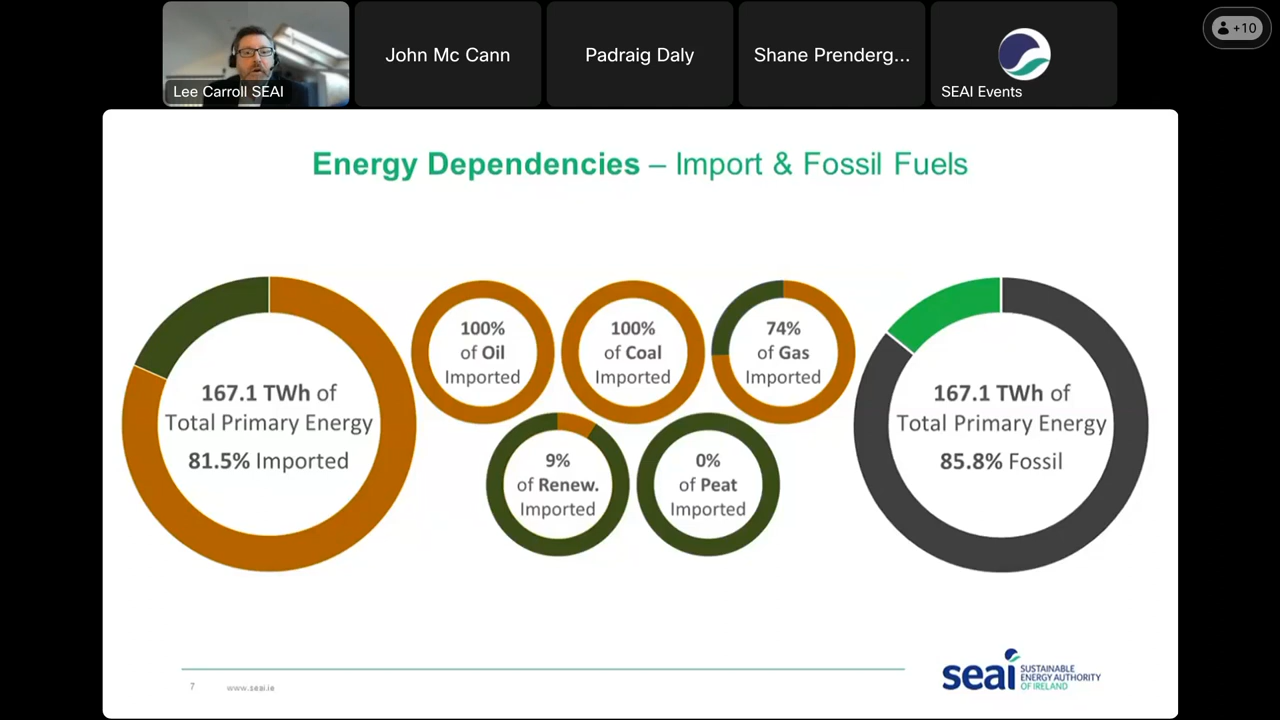 John Mc Cann
Padraig Daly
Shane Prenderg...
+10
Lee Carroll SEAI
SEAI Events
Energy Dependencies – Import & Fossil Fuels
167.1 TWh of
Total Primary Energy
81.5% Imported
100%
of Oil
Imported
100%
of Coal
Imported
74%
of Gas
Imported
9%
of Renew.
Imported
0%
of Peat
Imported
167.1 TWh of
Total Primary Energy
85.8% Fossil
7
www.seai.ie
seai
SUSTAINABLE
ENERGY AUTHORITY
OF IRELAND